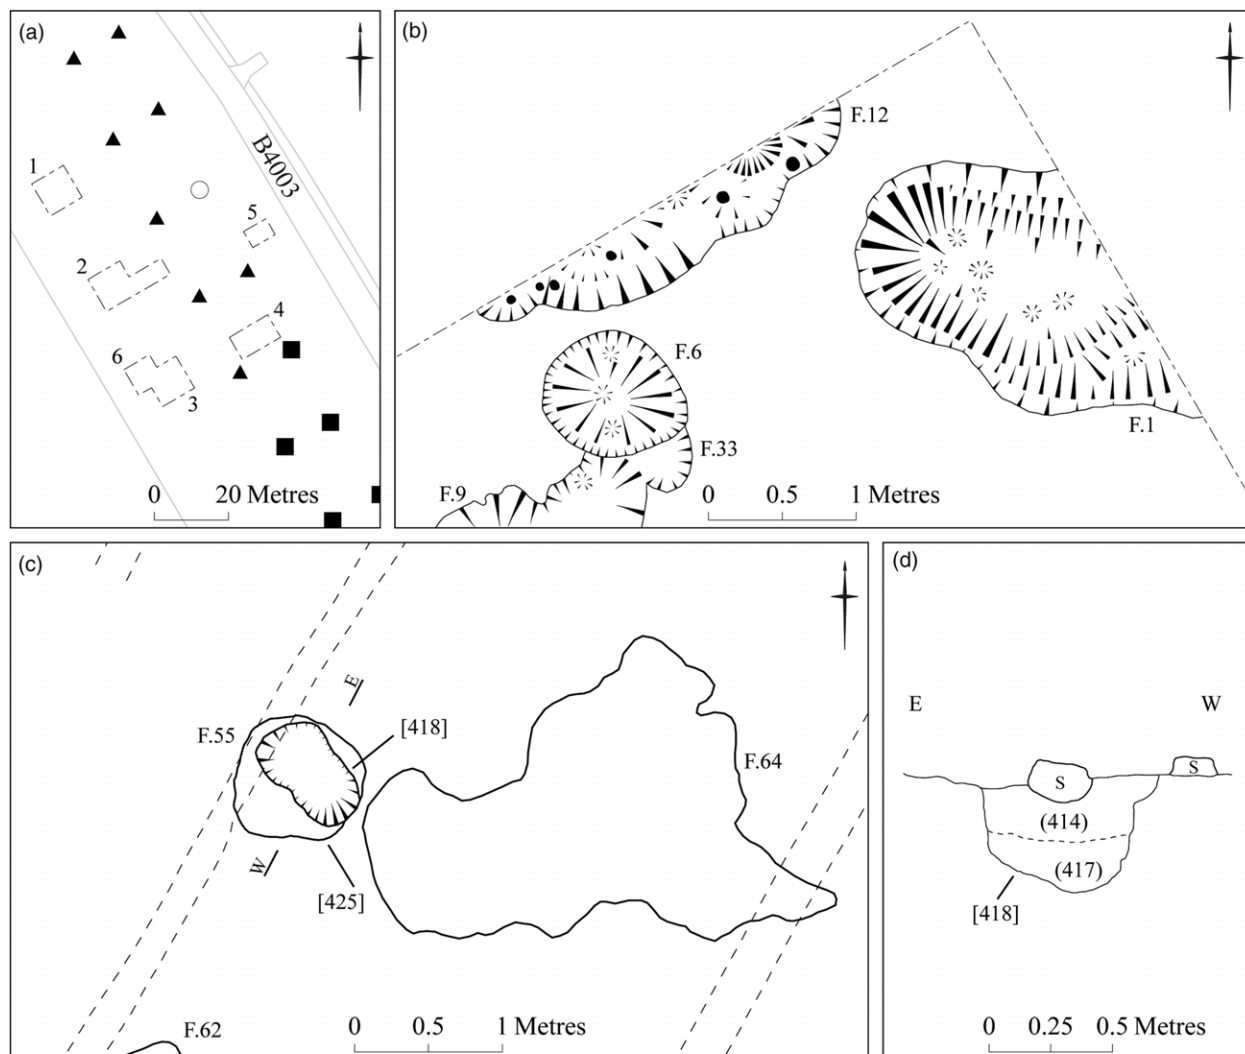 (a)
1
B4003
5
2
4
6
3
0 20 Metres
(b)
F.12
F.6
F.1
F.33
F.9
0 0.5 1 Metres
(c)
E
F.55
[418]
F.64
W
[425]
F.62
0 0.5 1 Metres
(d)
E W
S
S
(414)
(417)
[418]
0 0.25 0.5 Metres